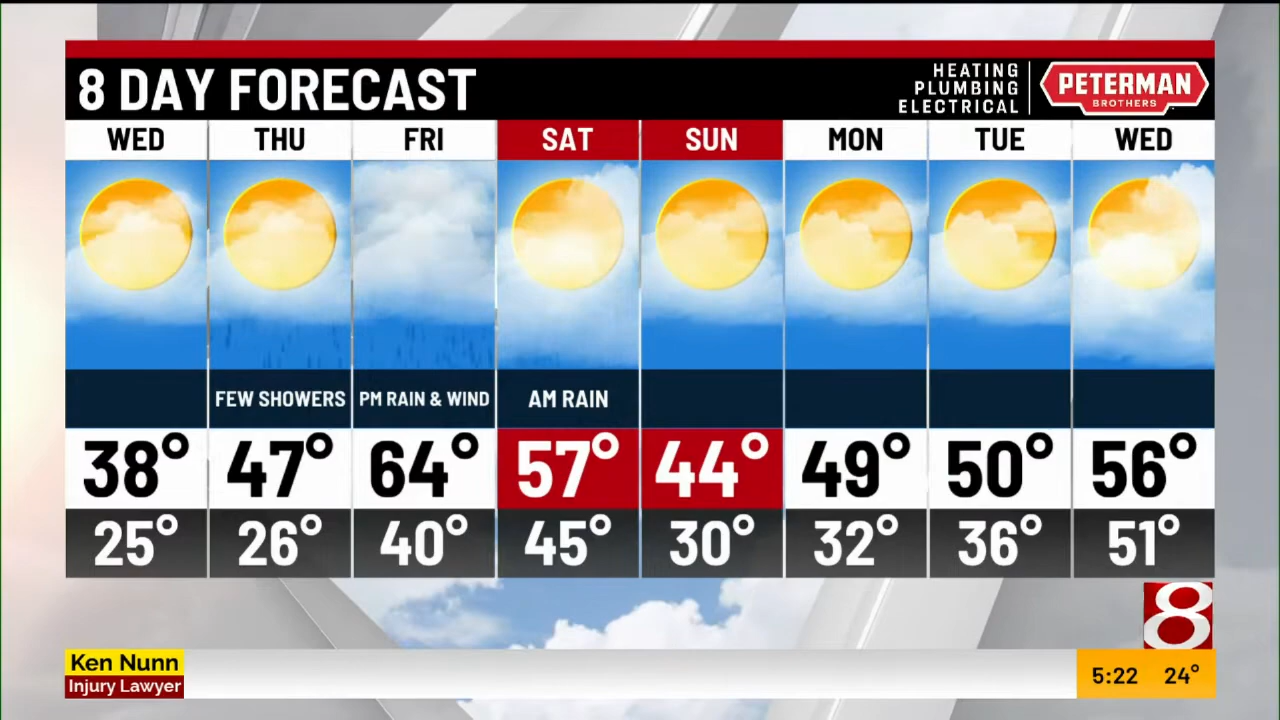 8 DAY FORECAST
HEATING
PLUMBING
ELECTRICAL
PETERMAN
BROTHERS
WED THU FRI SAT SUN MON TUE WED
FEW SHOWERS PM RAIN & WIND AM RAIN
38° 47° 64° 57° 44° 49° 50° 56°
25° 26° 40° 45° 30° 32° 36° 51°
8
Ken Nunn
Injury Lawyer
5:22 24°